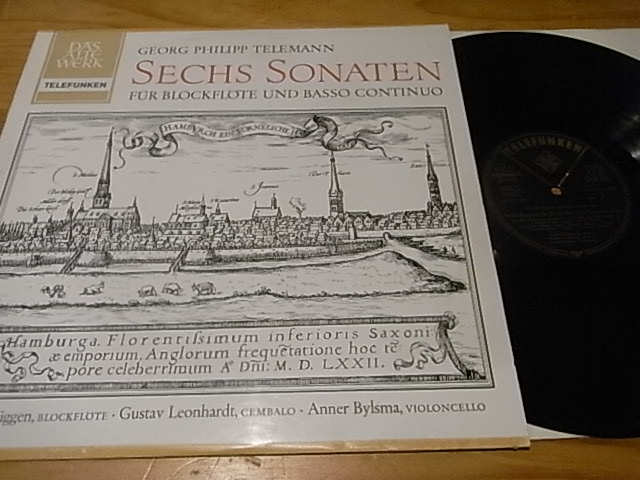 DAS
ALTE
WERK
TELEFUNKEN
GEORG PHILIPP TELEMANN
SECHS SONATEN
FÜR BLOCKFLÖTE UND BASSO CONTINUO
Hamburga, Florentissimum inferioris Saxoni
æ emporium, Anglorum frequẽtatione hoc tẽ
pore celeberrimum Aº Dni: M. D. LXXII.
iggen, BLOCKFLÖTE · Gustav Leonhardt, CEMBALO · Anner Bylsma, VIOLONCELLO
TELEFUNKEN